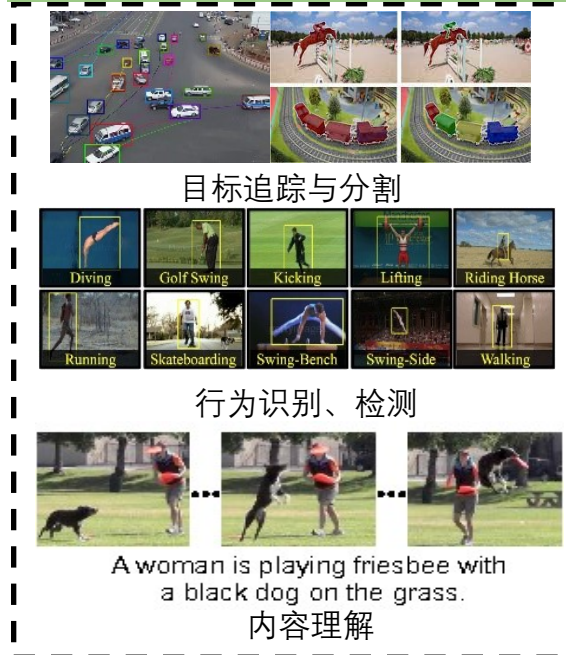 目标追踪与分割
Diving Golf Swing Kicking Lifting Riding Horse
Running Skateboarding Swing-Bench Swing-Side Walking
行为识别、检测
A woman is playing friesbee with
a black dog on the grass.
内容理解